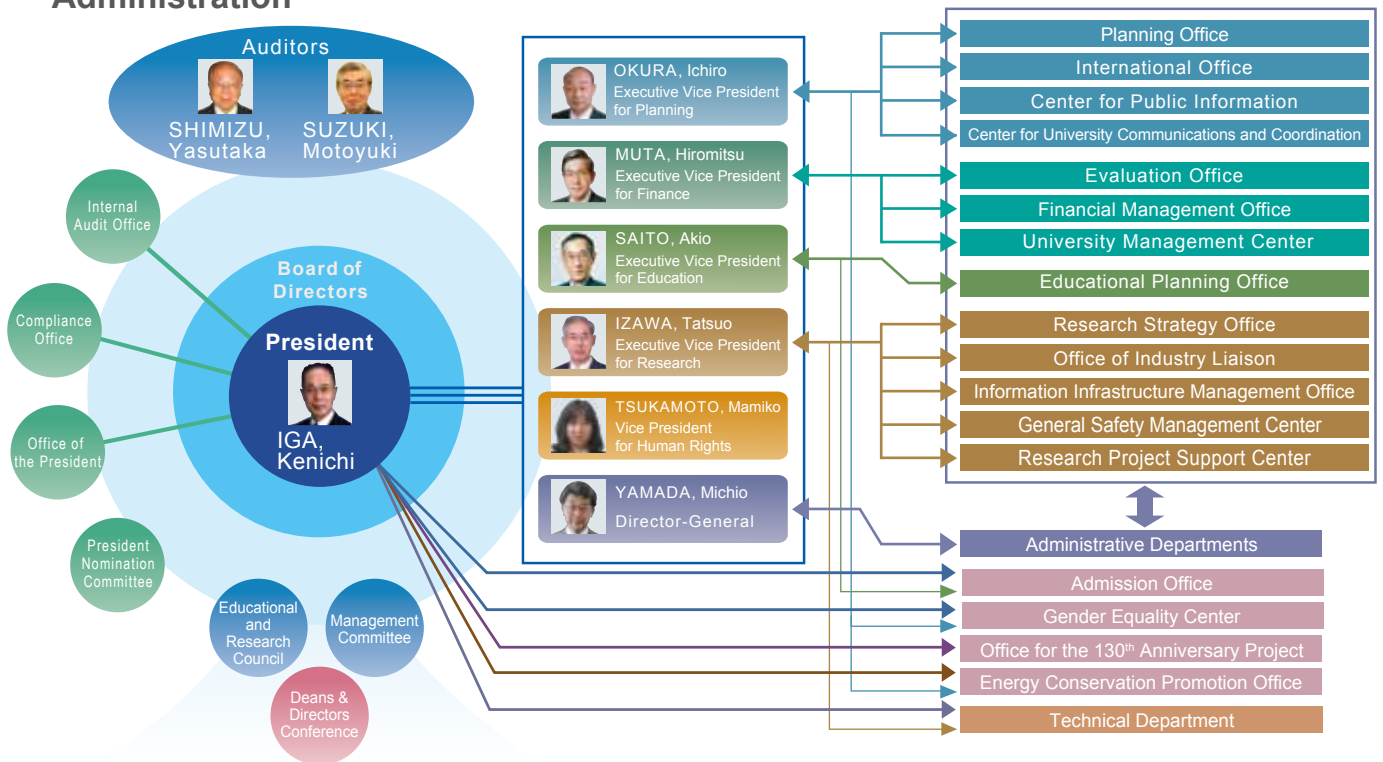 Administration
Auditors
SHIMIZU,
Yasutaka
SUZUKI,
Motoyuki
Internal
Audit Office
Compliance
Office
Office of
the President
President
Nomination
Committee
Board of
Directors
President
IGA,
Kenichi
Educational
and
Research
Council
Management
Committee
Deans &
Directors
Conference
OKURA, Ichiro
Executive Vice President
for Planning
MUTA, Hiromitsu
Executive Vice President
for Finance
SAITO, Akio
Executive Vice President
for Education
IZAWA, Tatsuo
Executive Vice President
for Research
TSUKAMOTO, Mamiko
Vice President
for Human Rights
YAMADA, Michio
Director-General
Planning Office
International Office
Center for Public Information
Center for University Communications and Coordination
Evaluation Office
Financial Management Office
University Management Center
Educational Planning Office
Research Strategy Office
Office of Industry Liaison
Information Infrastructure Management Office
General Safety Management Center
Research Project Support Center
Administrative Departments
Admission Office
Gender Equality Center
Office for the 130th Anniversary Project
Energy Conservation Promotion Office
Technical Department